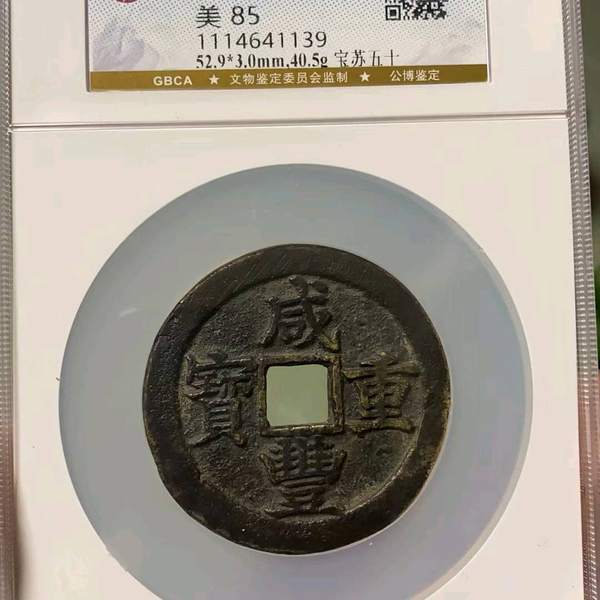 美 85
1114641139
52.9*3.0mm,40.5g 宝苏五十
GBCA ★ 文物鉴定委员会监制 ★ 公博鉴定
咸
寶 重
豐